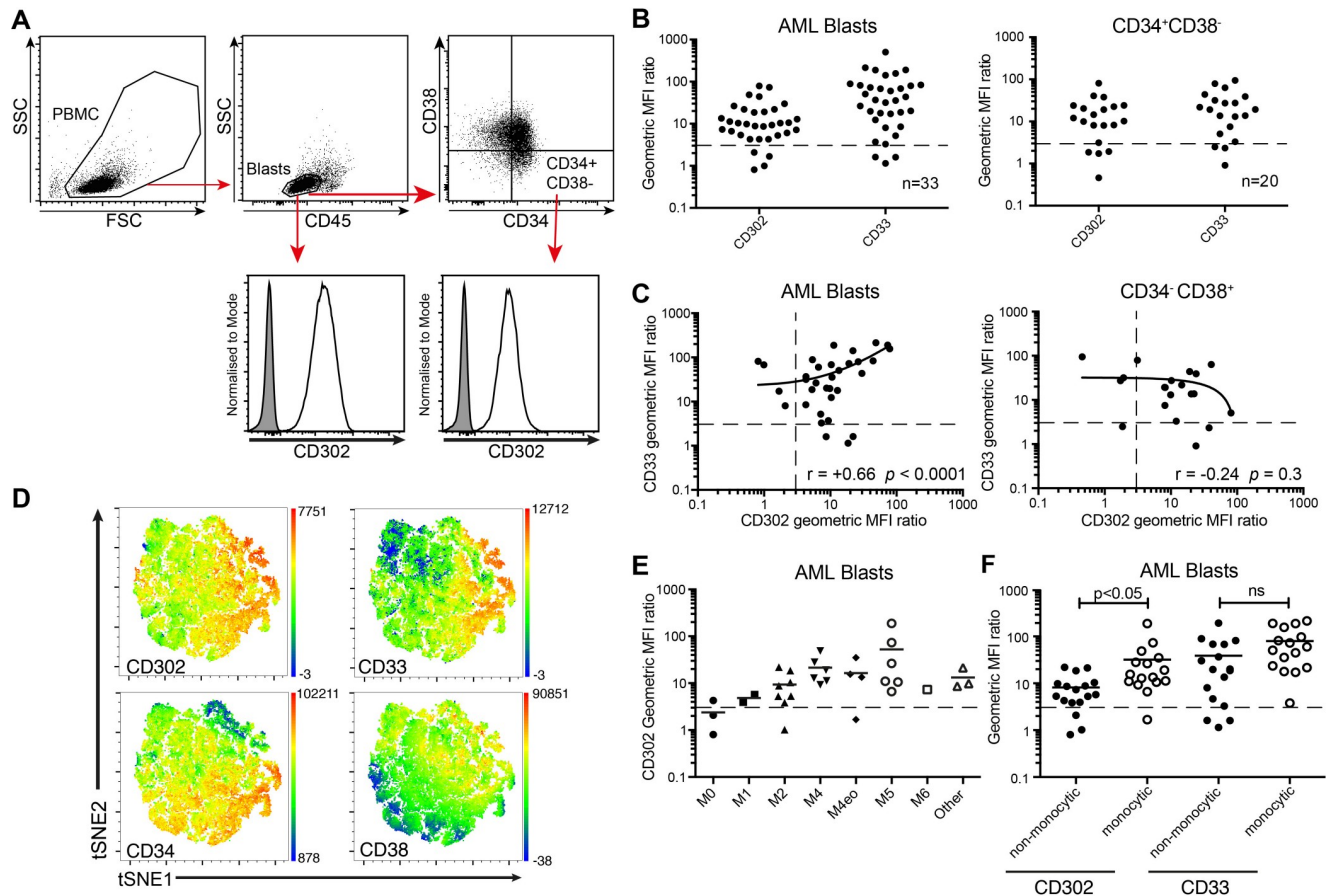 A
SSC
PBMC
FSC
SSC
Blasts
CD45
CD38
CD34+
CD38-
CD34
Normalised to Mode
CD302
Normalised to Mode
CD302
B
AML Blasts
Geometric MFI ratio
1000
100
10
1
0.1
n=33
CD302
CD33
CD34+CD38-
Geometric MFI ratio
1000
100
10
1
0.1
n=20
CD302
CD33
C
AML Blasts
CD33 geometric MFI ratio
1000
100
10
1
0.1
r = +0.66 p < 0.0001
0.1 1 10 100 1000
CD34- CD38+
CD33 geometric MFI ratio
1000
100
10
1
0.1
r = -0.24 p = 0.3
0.1 1 10 100 1000
CD302 geometric MFI ratio
CD302 geometric MFI ratio
D
tSNE2
7751
-3
CD302
12712
-3
CD33
102211
878
CD34
90851
-38
CD38
tSNE1
E
AML Blasts
CD302 Geometric MFI ratio
1000
100
10
1
0.1
M0 M1 M2 M4 M4eo M5 M6 Other
F
AML Blasts
Geometric MFI ratio
1000
100
10
1
0.1
p<0.05
ns
non-monocytic monocytic non-monocytic monocytic
CD302 CD33